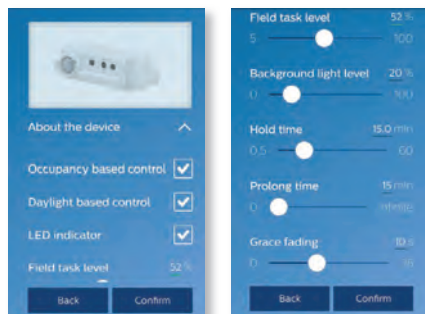 About the device
Occupancy based control
Daylight based control
LED indicator
Field task level 52 %
Back Confirm
Field task level 52 %
5 100
Background light level 20 %
0 100
Hold time 15.0 min
0.5 60
Prolong time 15 min
0 infinite
Grace fading 10 s
0
Back Confirm